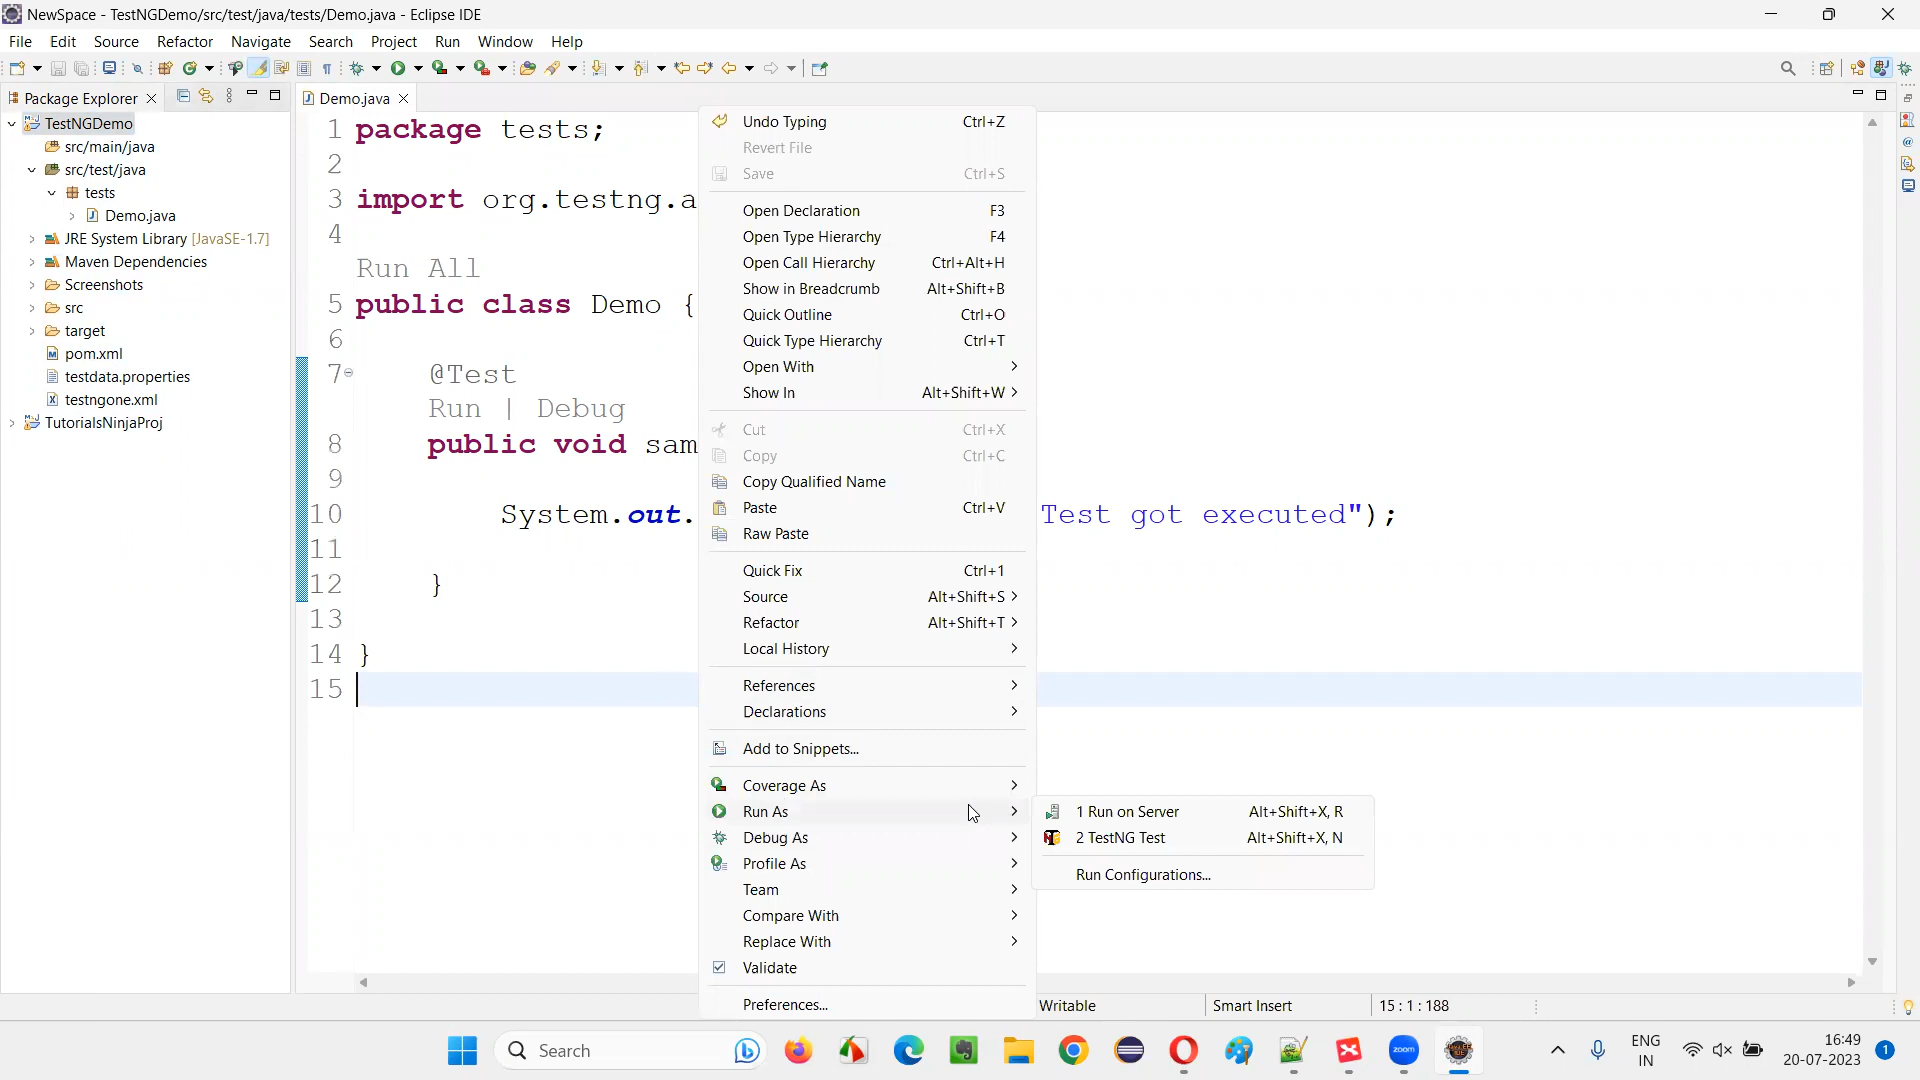 NewSpace - TestNGDemo/src/test/java/tests/Demo.java - Eclipse IDE
File Edit Source Refactor Navigate Search Project Run Window Help
Package Explorer
TestNGDemo
src/main/java
src/test/java
tests
Demo.java
JRE System Library [JavaSE-1.7]
Maven Dependencies
Screenshots
src
target
pom.xml
testdata.properties
testngone.xml
TutorialsNinjaProj
Demo.java
1 package tests;
2
3 import org.testng.a
4
Run All
5 public class Demo {
6
7 @Test
Run | Debug
8 public void sam
9
10 System.out. Test got executed");
11
12 }
13
14 }
15
Undo Typing Ctrl+Z
Revert File
Save Ctrl+S
Open Declaration F3
Open Type Hierarchy F4
Open Call Hierarchy Ctrl+Alt+H
Show in Breadcrumb Alt+Shift+B
Quick Outline Ctrl+O
Quick Type Hierarchy Ctrl+T
Open With
Show In Alt+Shift+W
Cut Ctrl+X
Copy Ctrl+C
Copy Qualified Name
Paste Ctrl+V
Raw Paste
Quick Fix Ctrl+1
Source Alt+Shift+S
Refactor Alt+Shift+T
Local History
References
Declarations
Add to Snippets...
Coverage As
Run As
Debug As
Profile As
Team
Compare With
Replace With
Validate
Preferences...
1 Run on Server Alt+Shift+X, R
2 TestNG Test Alt+Shift+X, N
Run Configurations...
Writable Smart Insert 15 : 1 : 188
Search
zoom
ENG
IN
16:49
20-07-2023
1